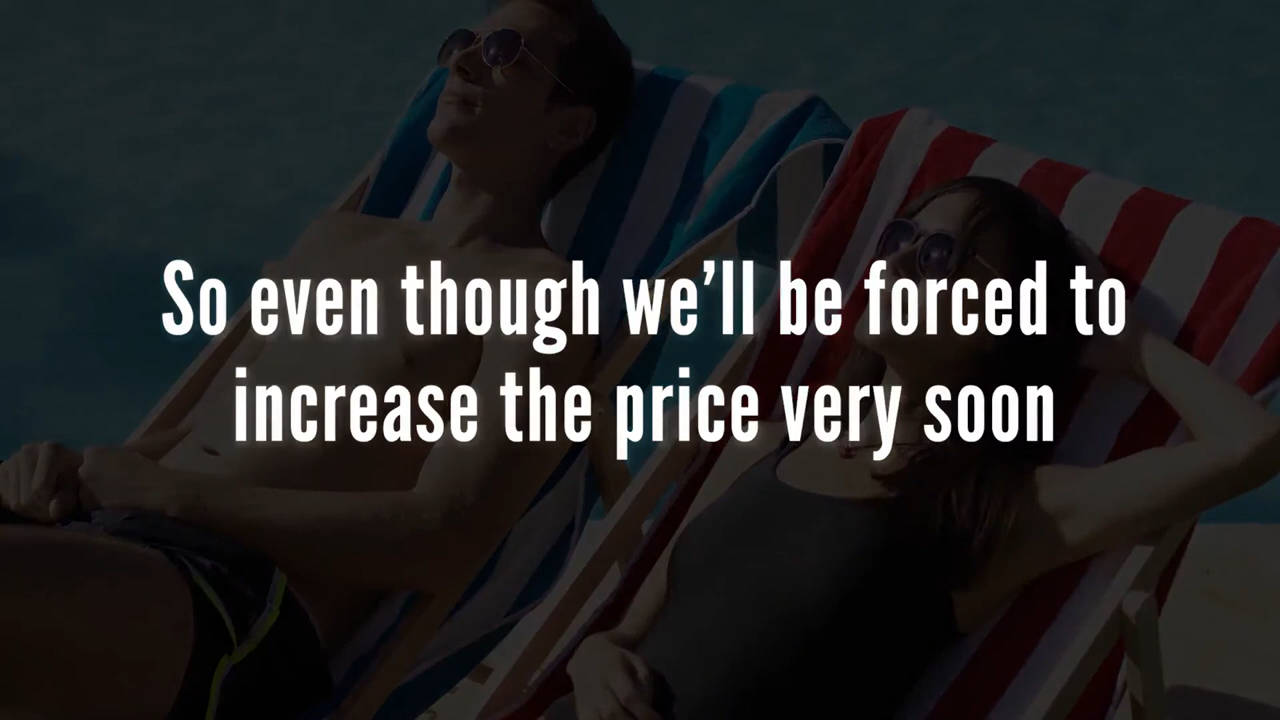 So even though we’ll be forced to
increase the price very soon